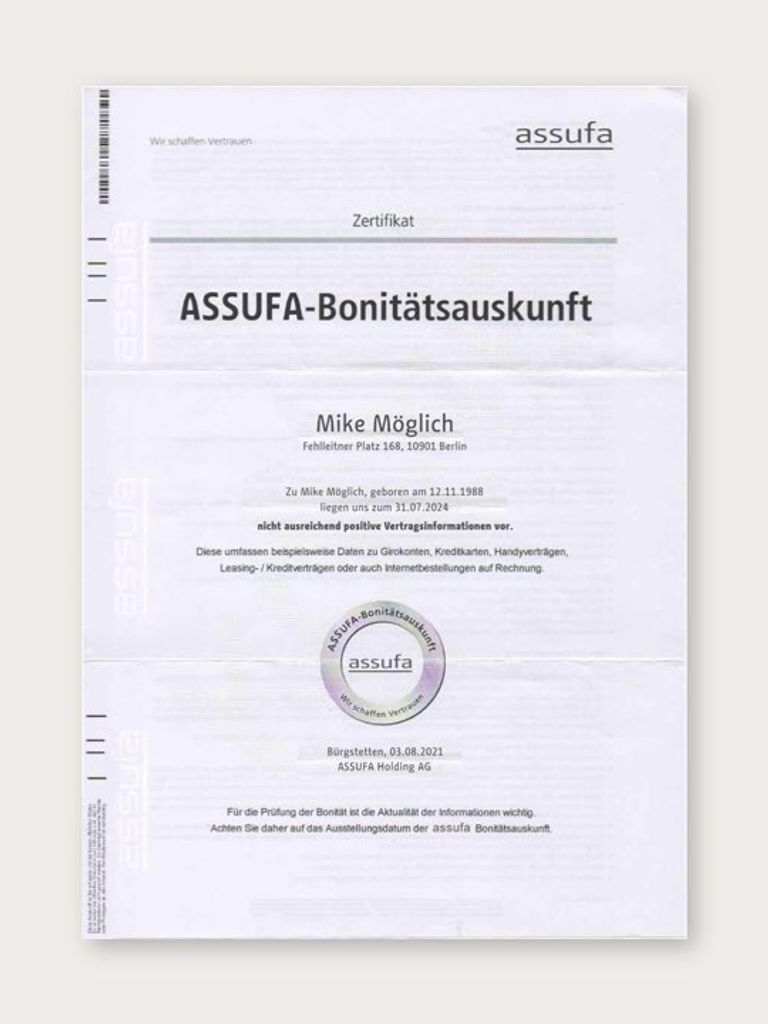 Wir schaffen Vertrauen
assufa
Zertifikat
ASSUFA-Bonitätsauskunft
Mike Möglich
Fehlleitner Platz 168, 10901 Berlin
Zu Mike Möglich, geboren am 12.11.1988
liegen uns zum 31.07.2024
nicht ausreichend positive Vertragsinformationen vor.
Diese umfassen beispielsweise Daten zu Girokonten, Kreditkarten, Handyverträgen,
Leasing- / Kreditverträgen oder auch Internetbestellungen auf Rechnung.
ASSUFA-Bonitätsauskunft
assufa
Wir schaffen Vertrauen
Bürgstetten, 03.08.2021
ASSUFA Holding AG
Für die Prüfung der Bonität ist die Aktualität der Informationen wichtig.
Achten Sie daher auf das Ausstellungsdatum der assufa Bonitätsauskunft.
assufa
assufa
assufa